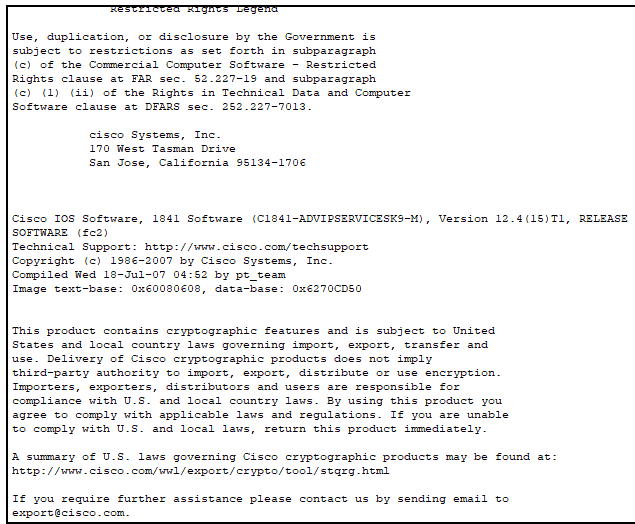 Restricted Rights Legend
Use, duplication, or disclosure by the Government is
subject to restrictions as set forth in subparagraph
(c) of the Commercial Computer Software - Restricted
Rights clause at FAR sec. 52.227-19 and subparagraph
(c) (1) (ii) of the Rights in Technical Data and Computer
Software clause at DFARS sec. 252.227-7013.
cisco Systems, Inc.
170 West Tasman Drive
San Jose, California 95134-1706
Cisco IOS Software, 1841 Software (C1841-ADVIPSERVICESK9-M), Version 12.4(15)T1, RELEASE
SOFTWARE (fc2)
Technical Support: http://www.cisco.com/techsupport
Copyright (c) 1986-2007 by Cisco Systems, Inc.
Compiled Wed 18-Jul-07 04:52 by pt_team
Image text-base: 0x60080608, data-base: 0x6270CD50
This product contains cryptographic features and is subject to United
States and local country laws governing import, export, transfer and
use. Delivery of Cisco cryptographic products does not imply
third-party authority to import, export, distribute or use encryption.
Importers, exporters, distributors and users are responsible for
compliance with U.S. and local country laws. By using this product you
agree to comply with applicable laws and regulations. If you are unable
to comply with U.S. and local laws, return this product immediately.
A summary of U.S. laws governing Cisco cryptographic products may be found at:
http://www.cisco.com/wwl/export/crypto/tool/stqrg.html
If you require further assistance please contact us by sending email to
export@cisco.com.